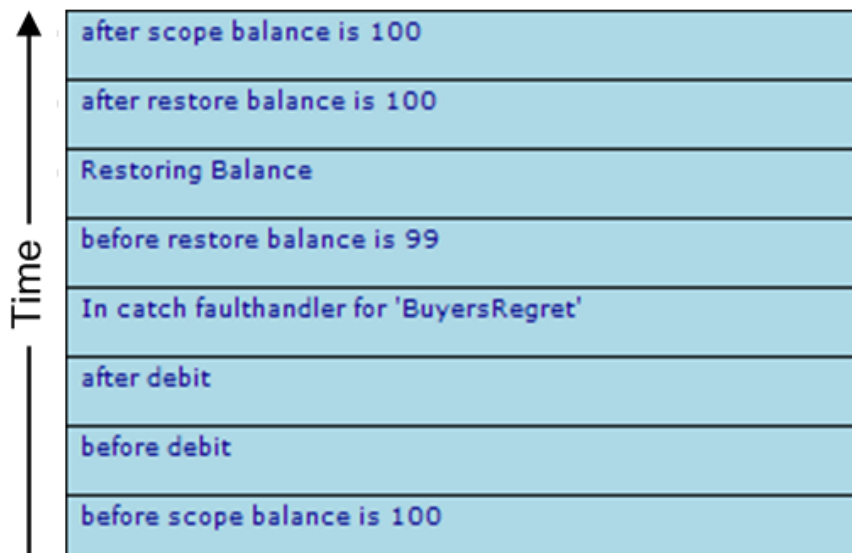 after scope balance is 100
after restore balance is 100
Restoring Balance
before restore balance is 99
In catch faulthandler for 'BuyersRegret'
after debit
before debit
before scope balance is 100
Time